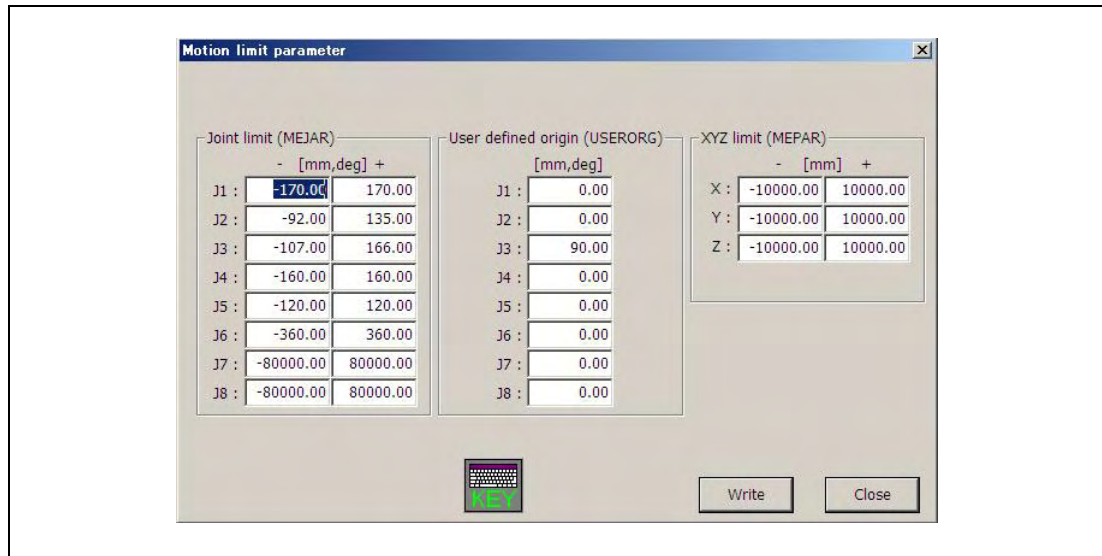 Motion limit parameter
Joint limit (MEJAR)
- [mm,deg] +
J1 : -170.00 170.00
J2 : -92.00 135.00
J3 : -107.00 166.00
J4 : -160.00 160.00
J5 : -120.00 120.00
J6 : -360.00 360.00
J7 : -80000.00 80000.00
J8 : -80000.00 80000.00
User defined origin (USERORG)
[mm,deg]
J1 : 0.00
J2 : 0.00
J3 : 90.00
J4 : 0.00
J5 : 0.00
J6 : 0.00
J7 : 0.00
J8 : 0.00
XYZ limit (MEPAR)
- [mm] +
X : -10000.00 10000.00
Y : -10000.00 10000.00
Z : -10000.00 10000.00
KEY
Write
Close